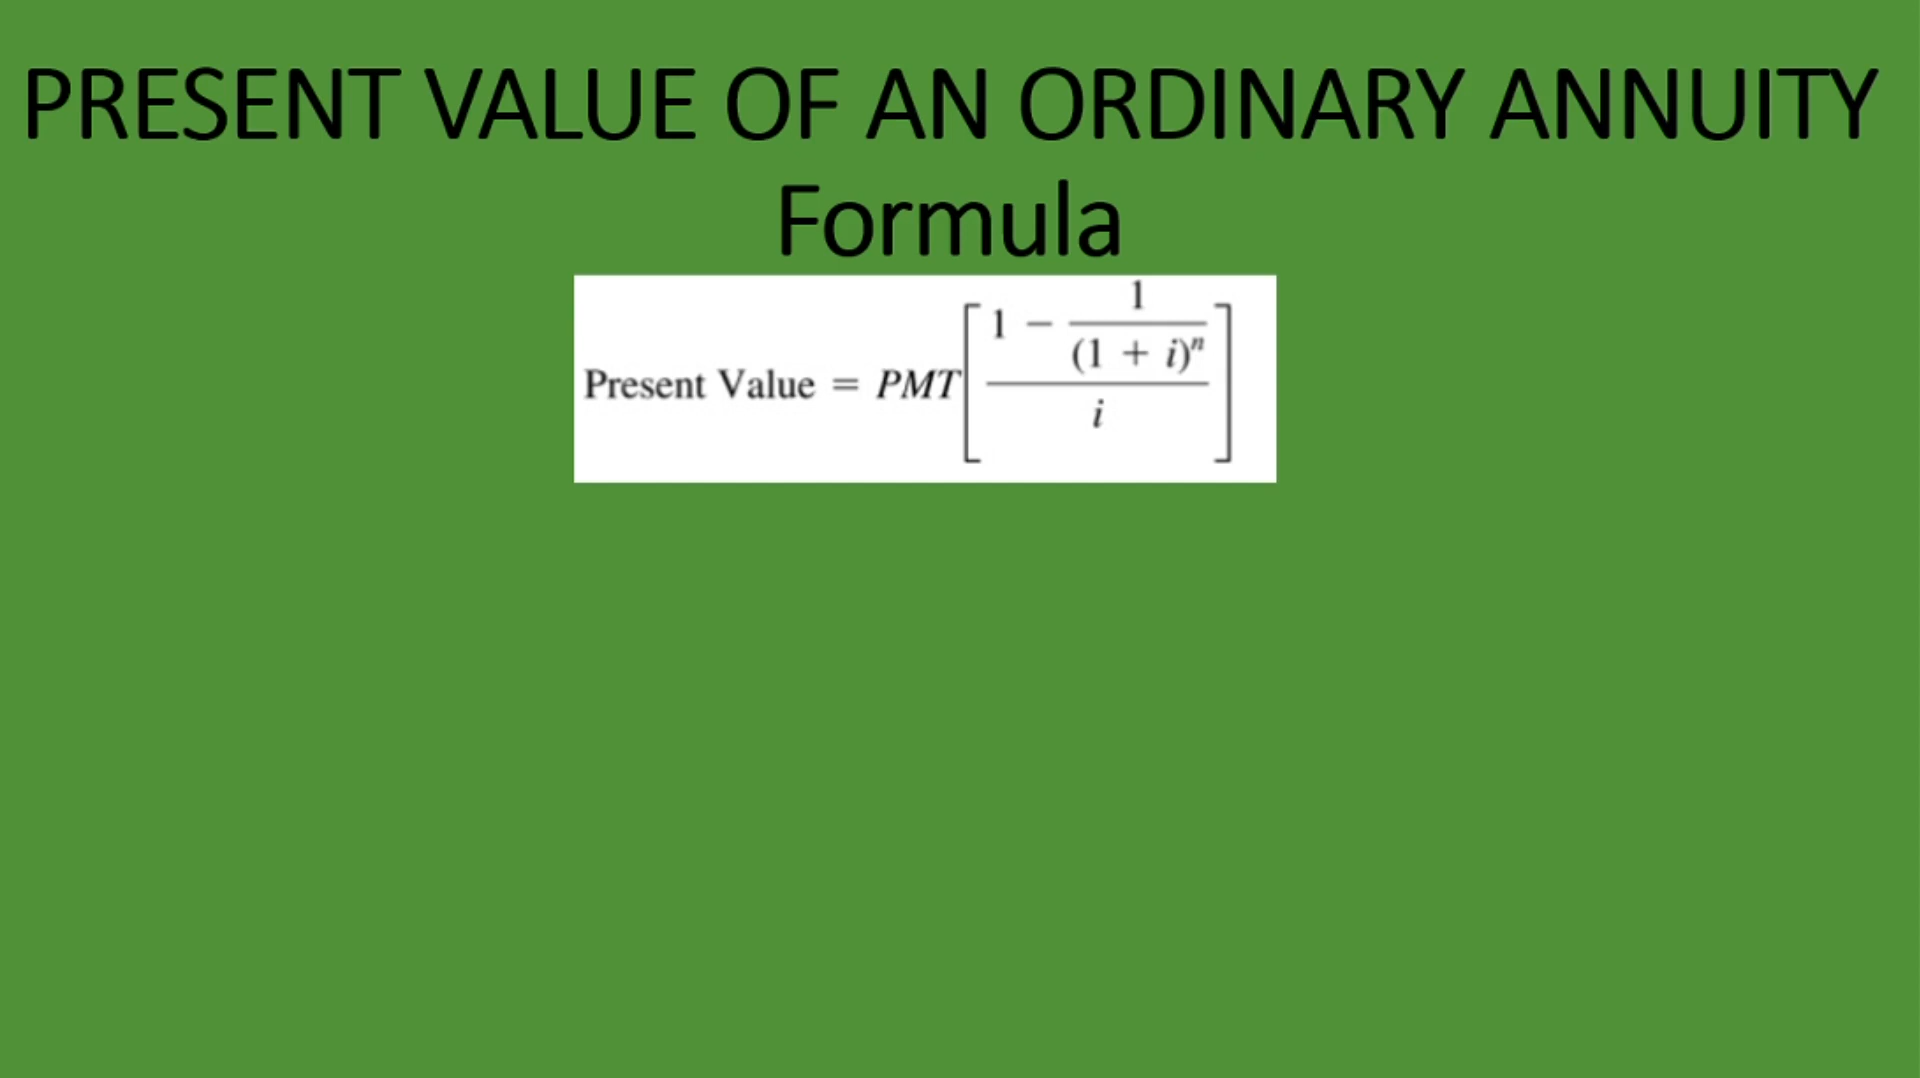 PRESENT VALUE OF AN ORDINARY ANNUITY
Formula
Present Value = PMT[(1 - 1/(1 + i)^n)/i]